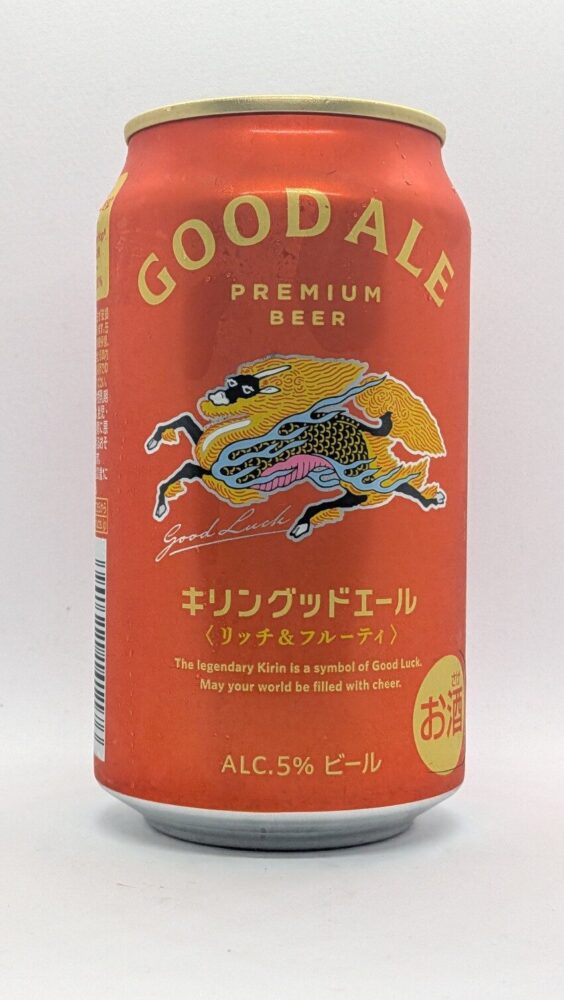 GOOD ALE
PREMIUM
BEER
Good Luck
キリングッドエール
〈リッチ&フルーティ〉
The legendary Kirin is a symbol of Good Luck.
May your world be filled with cheer.
さけ
お酒
ALC.5% ビール